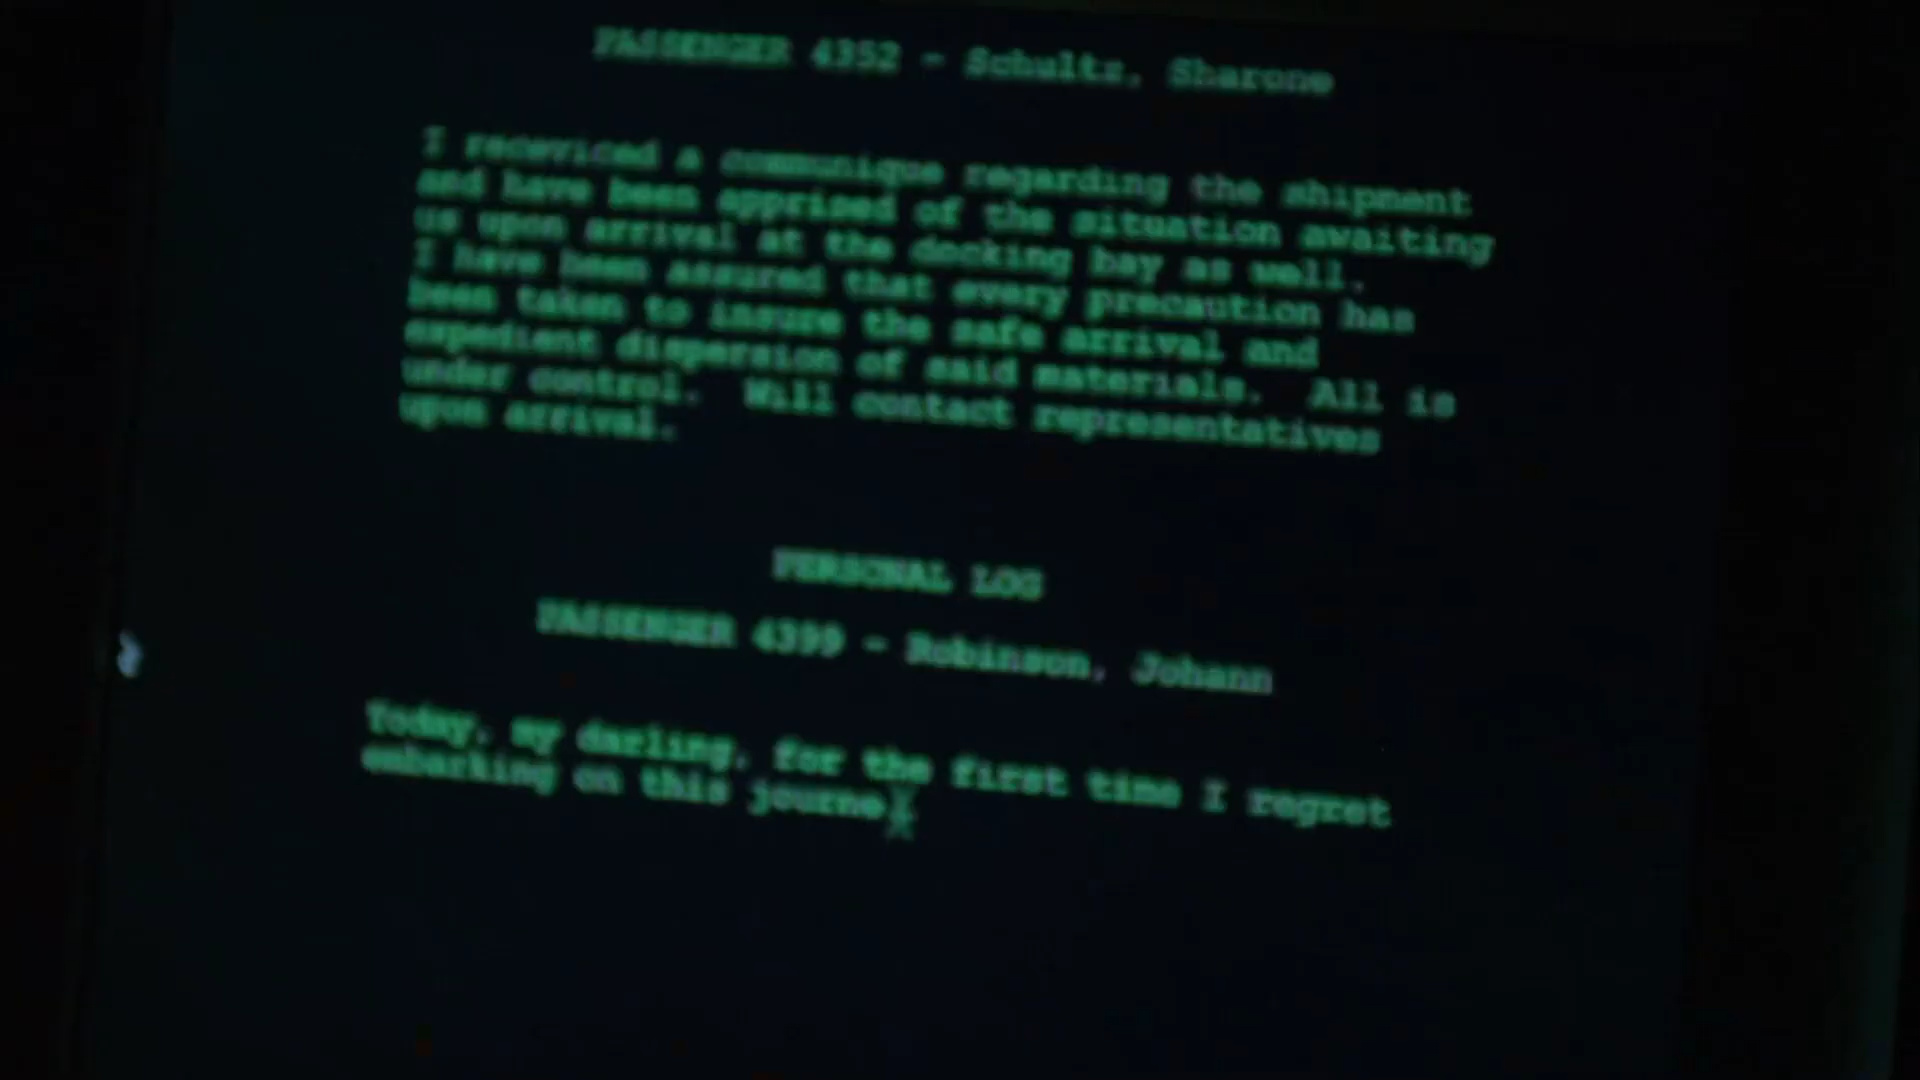 PASSENGER 4352 - Schultz, Sharone
I receviced a communique regarding the shipment
and have been apprised of the situation awaiting
us upon arrival at the docking bay as well.
I have been assured that every precaution has
been taken to insure the safe arrival and
expedient dispersion of said materials. All is
under control. Will contact representatives
upon arrival.
PERSONAL LOG
PASSENGER 4399 - Robinson, Johann
Today, my darling, for the first time I regret
embarking on this journey